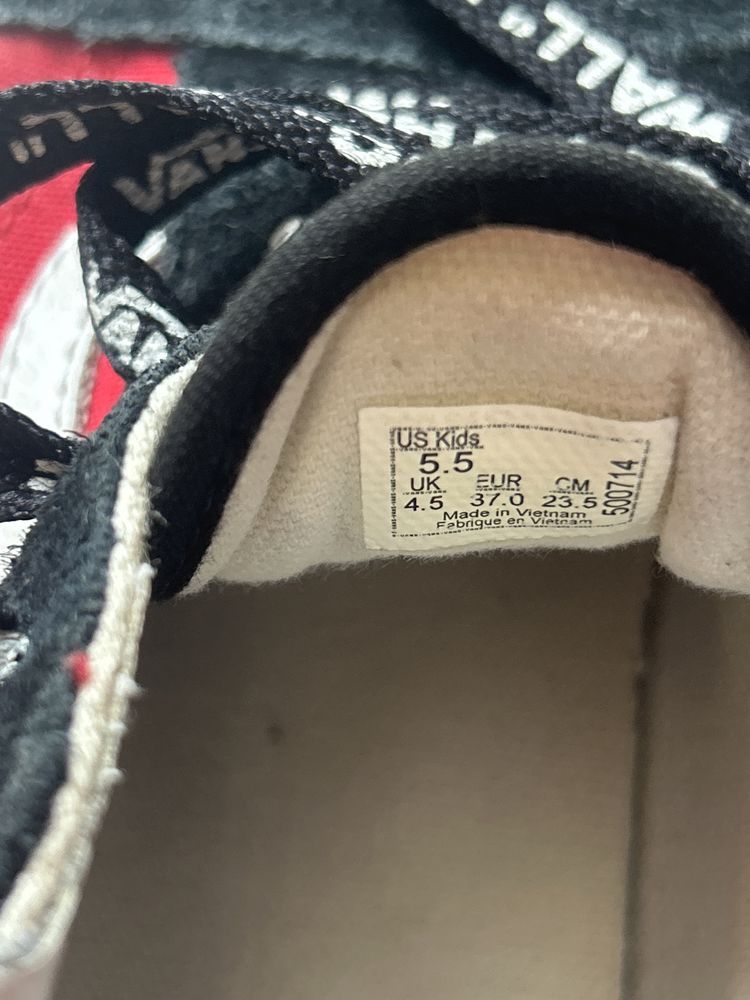 WALL"
VANS
US Kids
5.5
UK EUR CM
4.5 37.0 23.5
Made in Vietnam
Fabrique en Vietnam
500714